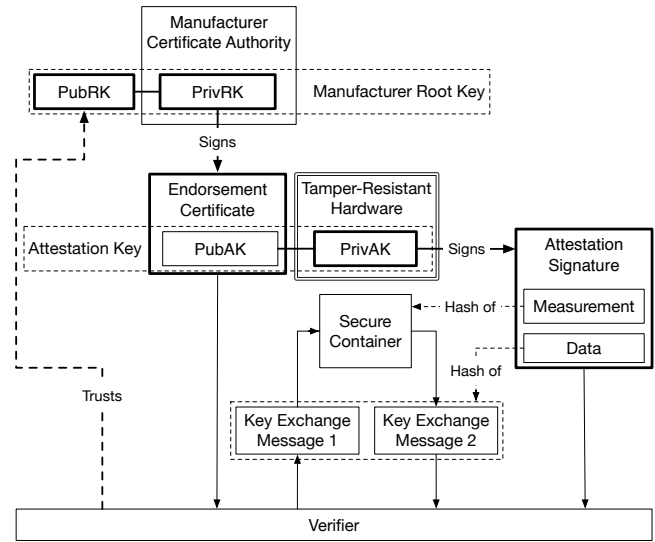 Manufacturer
Certificate Authority
PubRK
PrivRK
Manufacturer Root Key
Signs
Endorsement
Certificate
Tamper-Resistant
Hardware
Attestation Key
PubAK
PrivAK
Signs
Attestation
Signature
Measurement
Data
Hash of
Secure
Container
Hash of
Trusts
Key Exchange
Message 1
Key Exchange
Message 2
Verifier